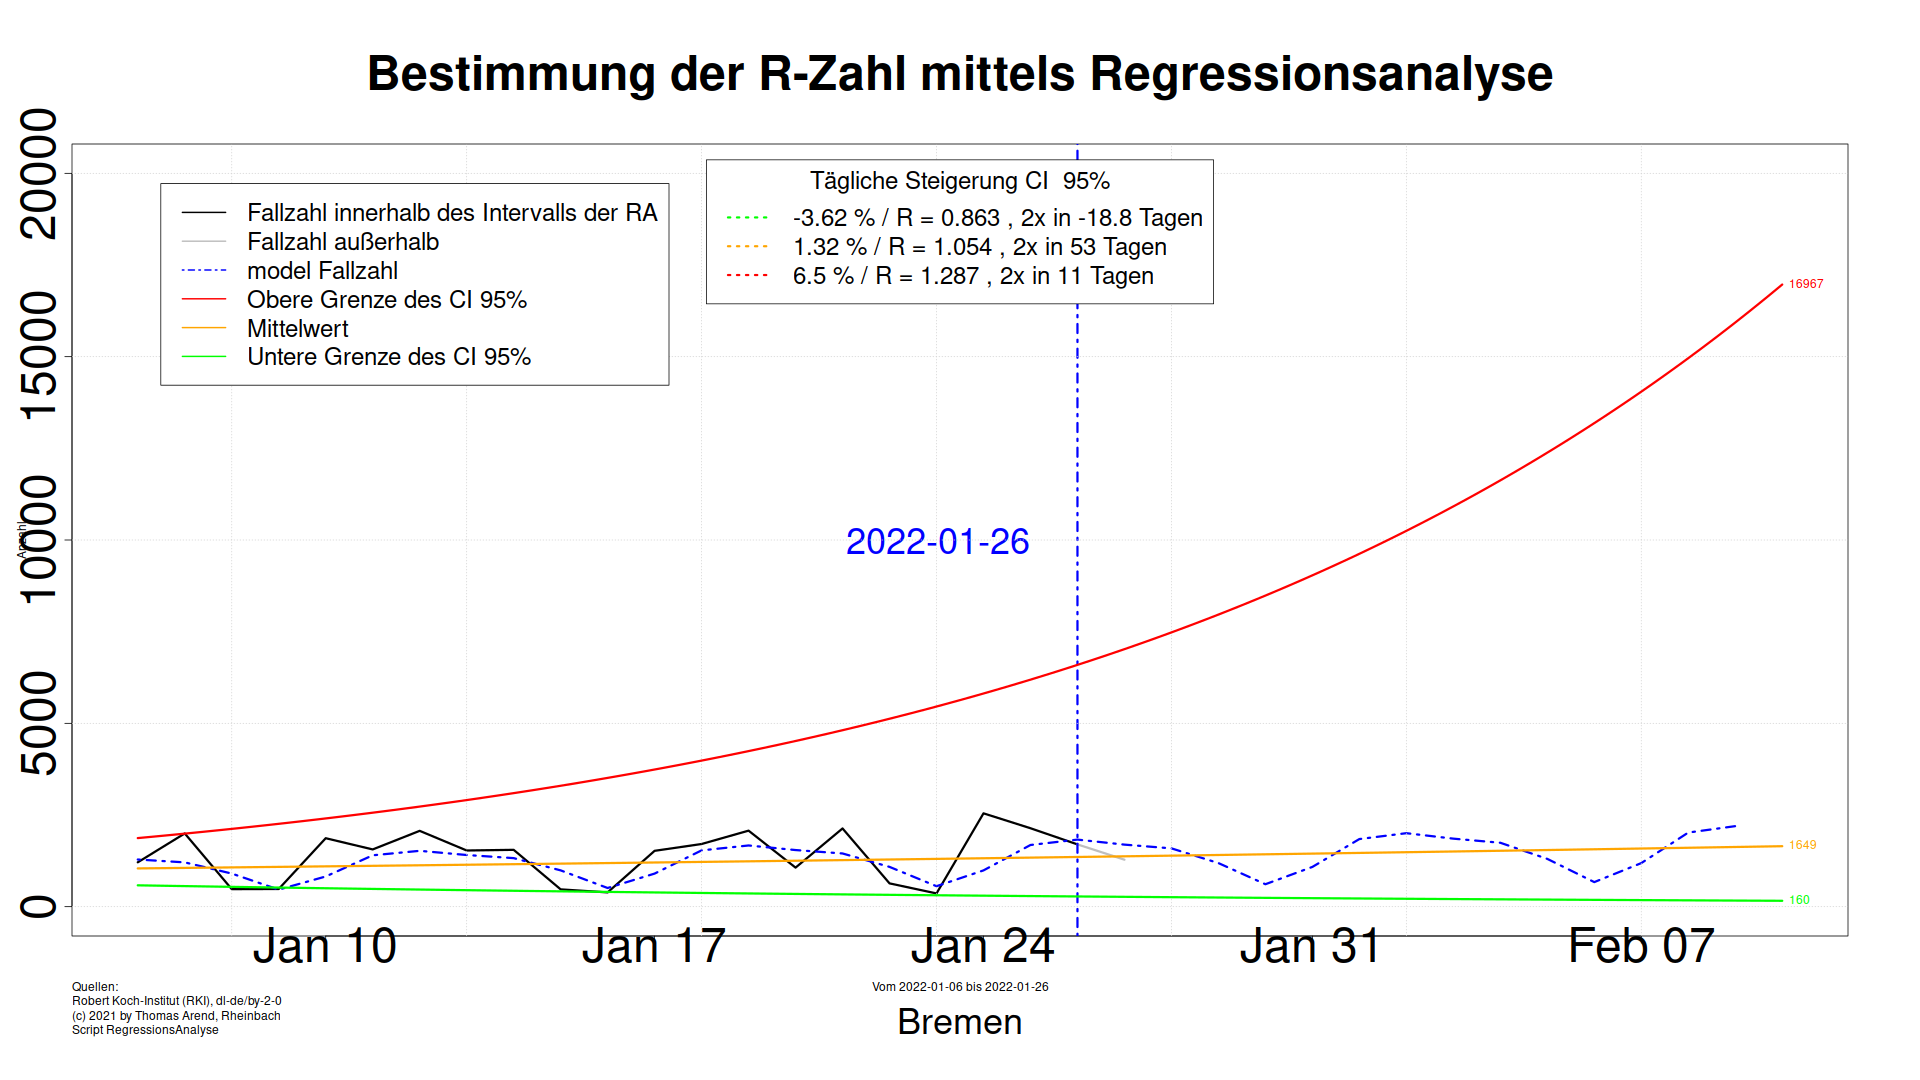 Bestimmung der R-Zahl mittels Regressionsanalyse
Fallzahl innerhalb des Intervalls der RA
Fallzahl außerhalb
model Fallzahl
Obere Grenze des CI 95%
Mittelwert
Untere Grenze des CI 95%
Tägliche Steigerung CI  95%
-3.62 % / R = 0.863 , 2x in -18.8 Tagen
1.32 % / R = 1.054 , 2x in 53 Tagen
6.5 % / R = 1.287 , 2x in 11 Tagen
20000
15000
10000
5000
0
Anzahl
2022-01-26
16967
1649
160
Jan 10
Jan 17
Jan 24
Jan 31
Feb 07
Vom 2022-01-06 bis 2022-01-26
Bremen
Quellen:
Robert Koch-Institut (RKI), dl-de/by-2-0
(c) 2021 by Thomas Arend, Rheinbach
Script RegressionsAnalyse